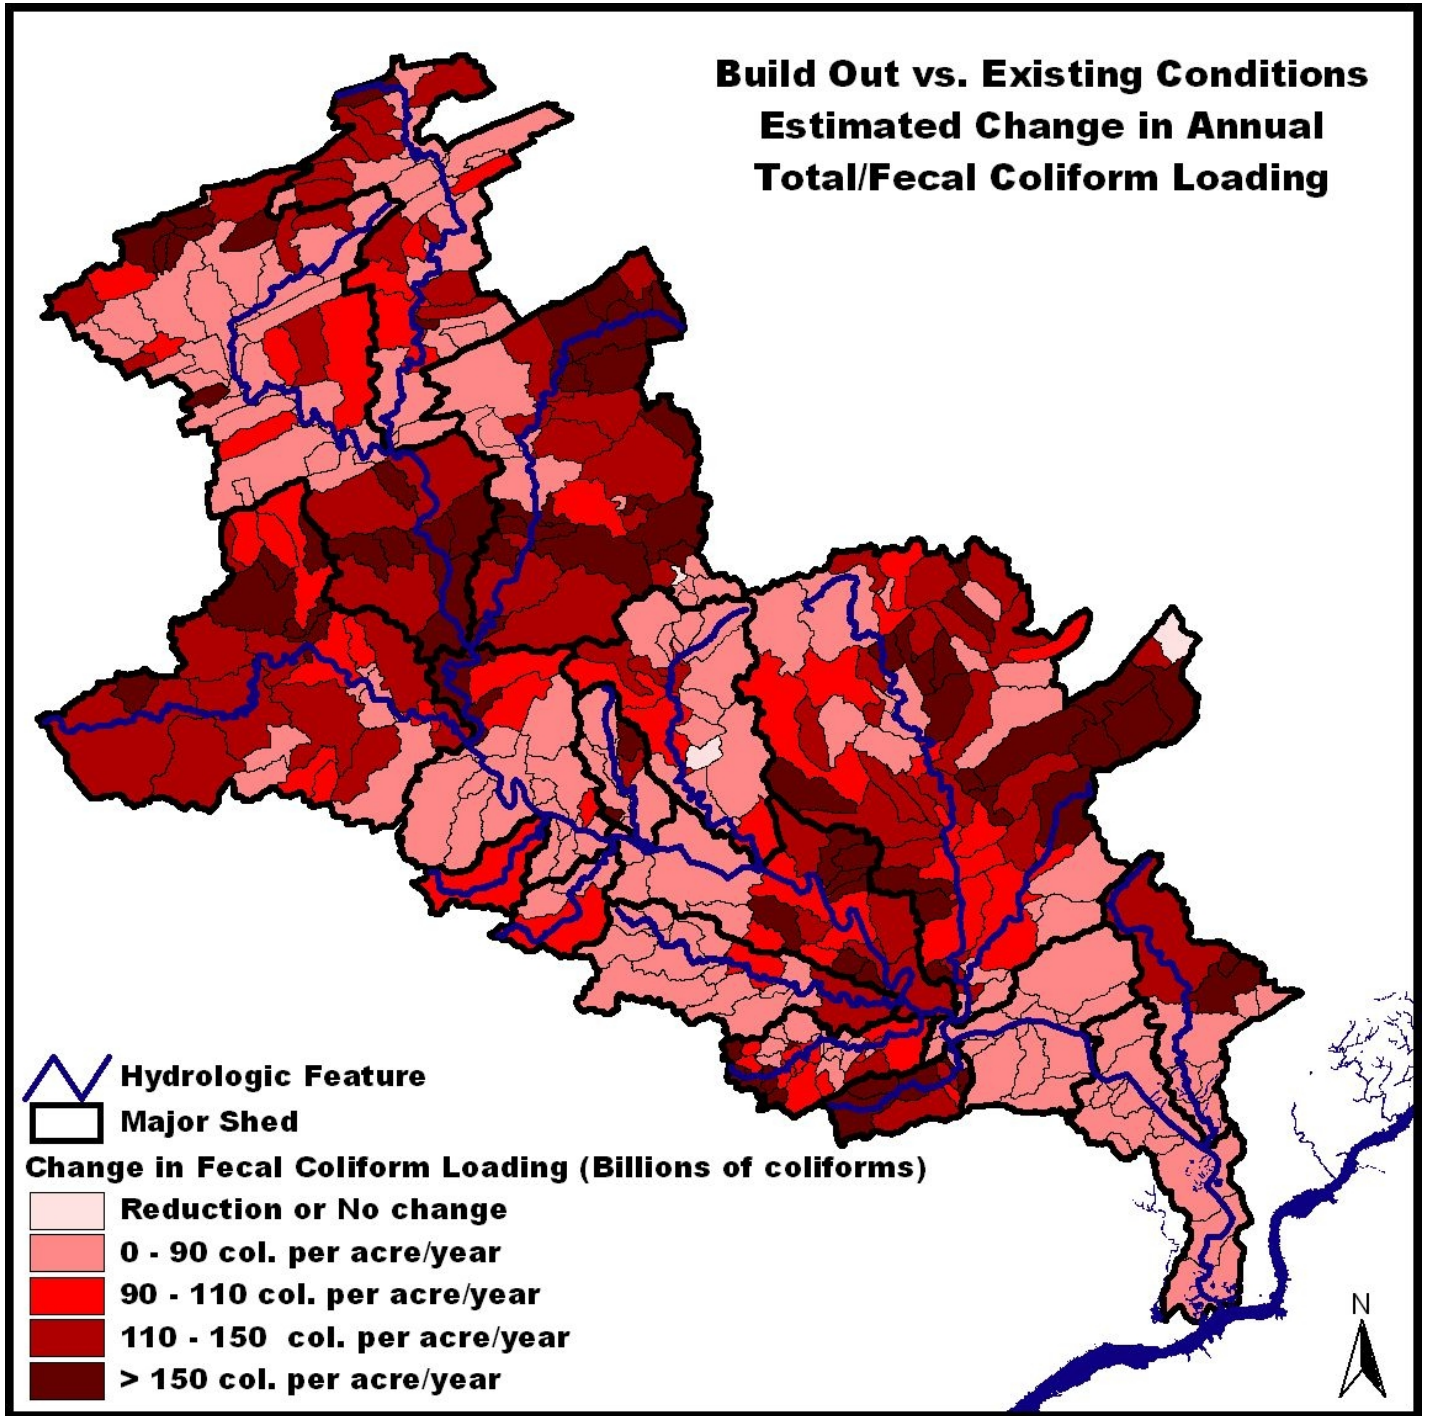 Build Out vs. Existing Conditions
Estimated Change in Annual
Total/Fecal Coliform Loading
Hydrologic Feature
Major Shed
Change in Fecal Coliform Loading (Billions of coliforms)
Reduction or No change
0 - 90 col. per acre/year
90 - 110 col. per acre/year
110 - 150 col. per acre/year
> 150 col. per acre/year
N